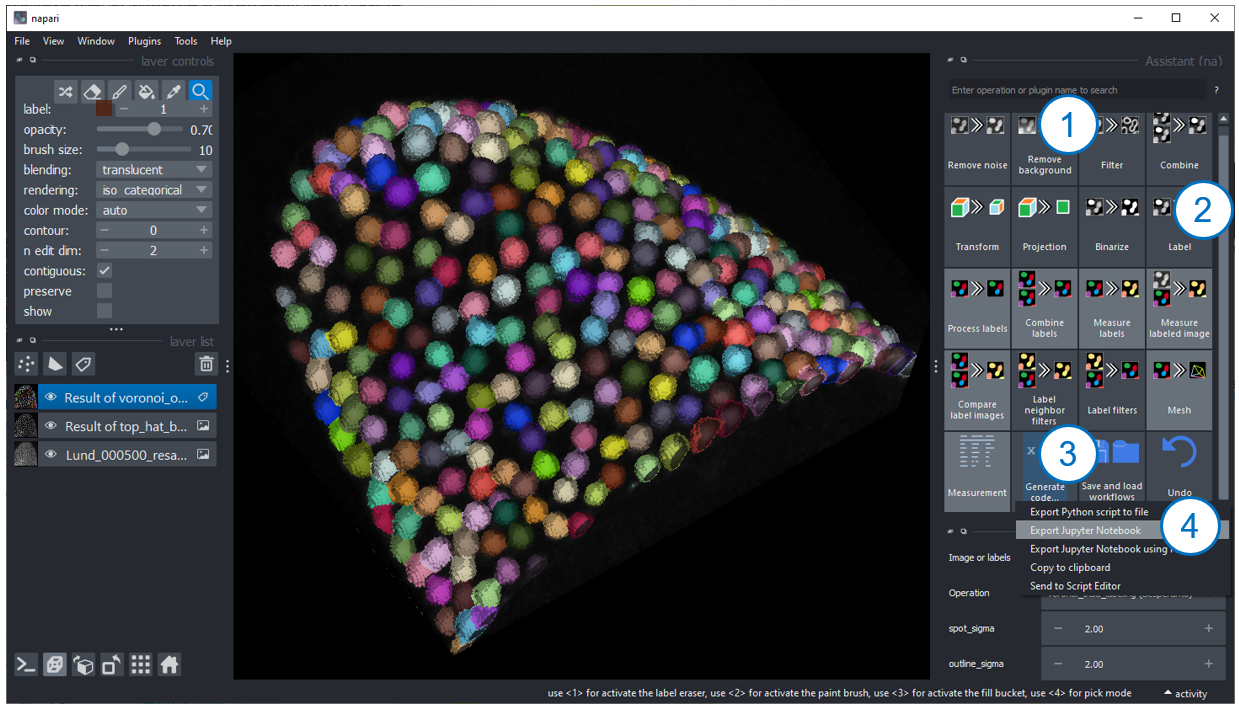 napari
File View Window Plugins Tools Help
layer controls
label: 1
opacity: 0.70
brush size: 10
blending: translucent
rendering: iso_categorical
color mode: auto
contour: 0
n edit dim: 2
contiguous:
preserve
show
layer list
Result of voronoi_o...
Result of top_hat_b...
Lund_000500_resa...
Assistant (na)
Enter operation or plugin name to search ?
1
Remove noise
Remove
background
Filter
Combine
2
Transform
Projection
Binarize
Label
Process labels
Combine
labels
Measure
labels
Measure
labeled image
Compare
label images
Label
neighbor
filters
Label filters
Mesh
3
Measurement
Generate
code...
Save and load
workflows
Undo
Export Python script to file
Export Jupyter Notebook
4
Export Jupyter Notebook using
Copy to clipboard
Send to Script Editor
Image or labels
Operation
spot_sigma 2.00
outline_sigma 2.00
use <1> for activate the label eraser, use <2> for activate the paint brush, use <3> for activate the fill bucket, use <4> for pick mode
activity